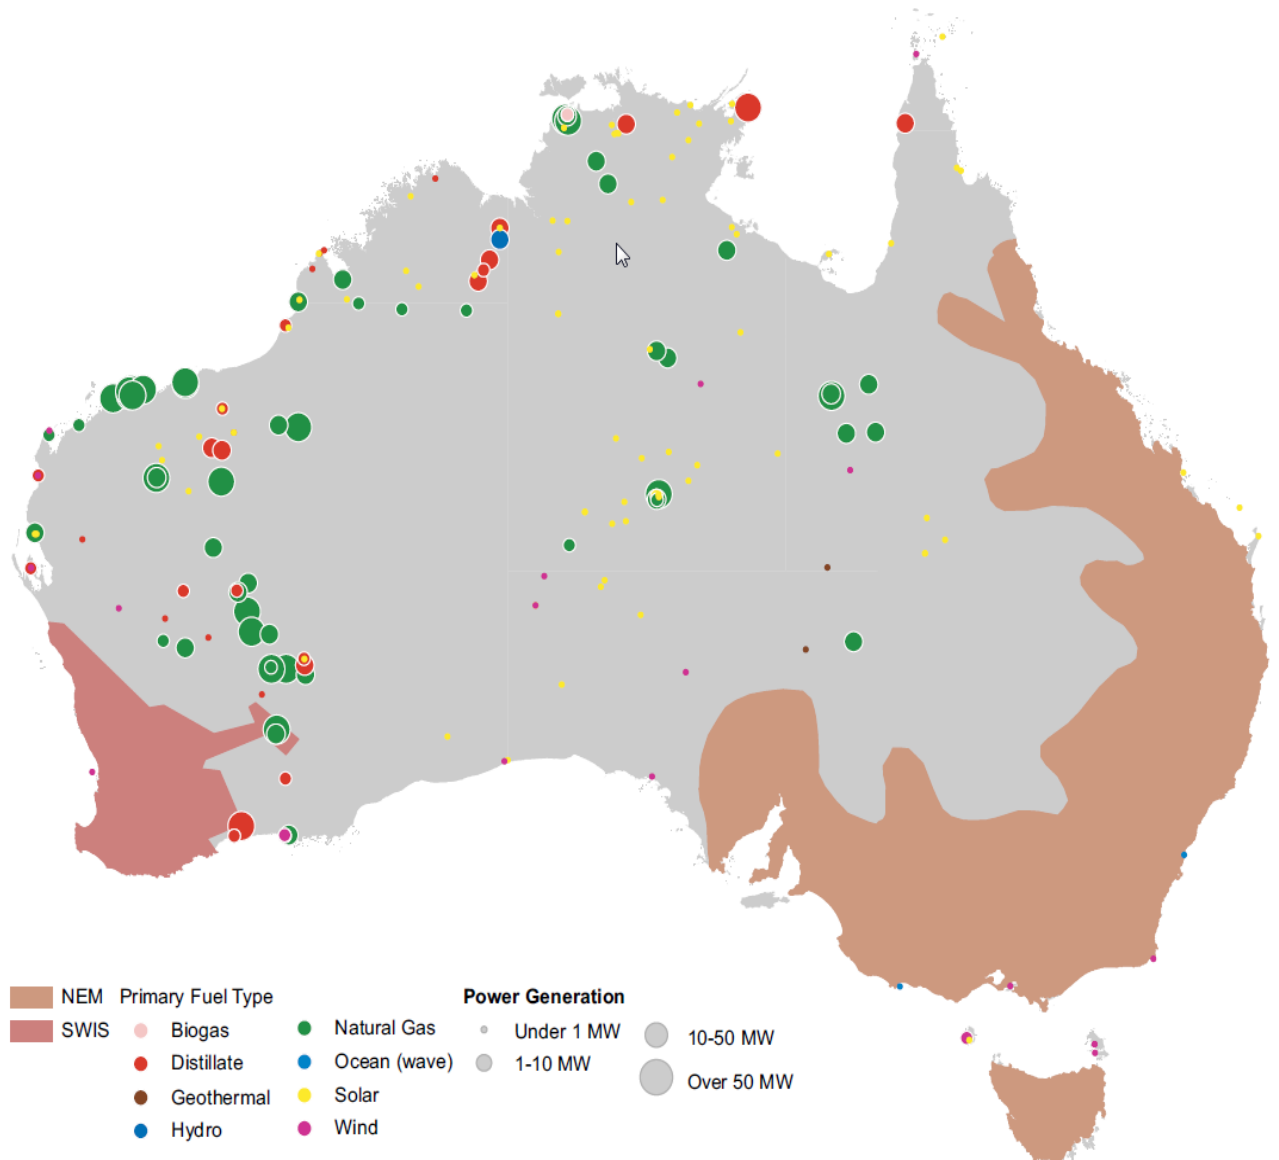 NEM Primary Fuel Type Power Generation
SWIS Biogas Natural Gas Under 1 MW 10-50 MW
Distillate Ocean (wave) 1-10 MW
Geothermal Solar Over 50 MW
Hydro Wind